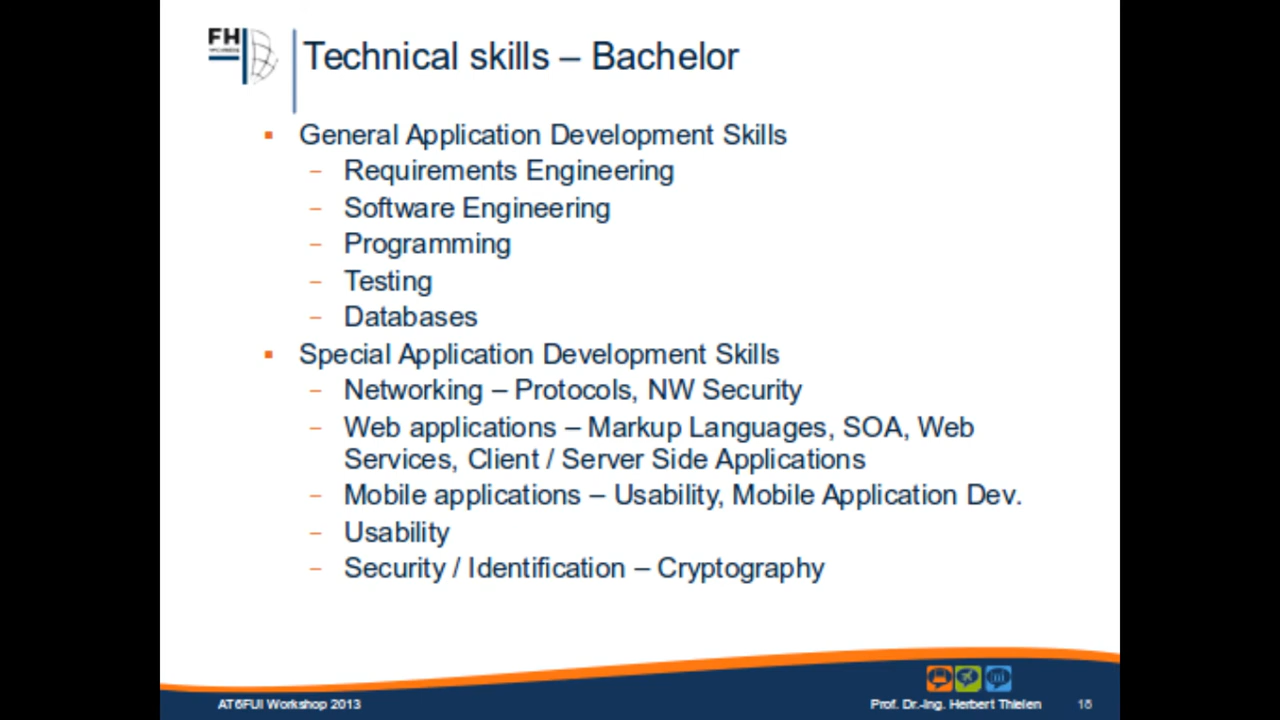 FH
Technical skills – Bachelor
▪ General Application Development Skills
– Requirements Engineering
– Software Engineering
– Programming
– Testing
– Databases
▪ Special Application Development Skills
– Networking – Protocols, NW Security
– Web applications – Markup Languages, SOA, Web
Services, Client / Server Side Applications
– Mobile applications – Usability, Mobile Application Dev.
– Usability
– Security / Identification – Cryptography
AT6FUI Workshop 2013
Prof. Dr.-Ing. Herbert Thielen